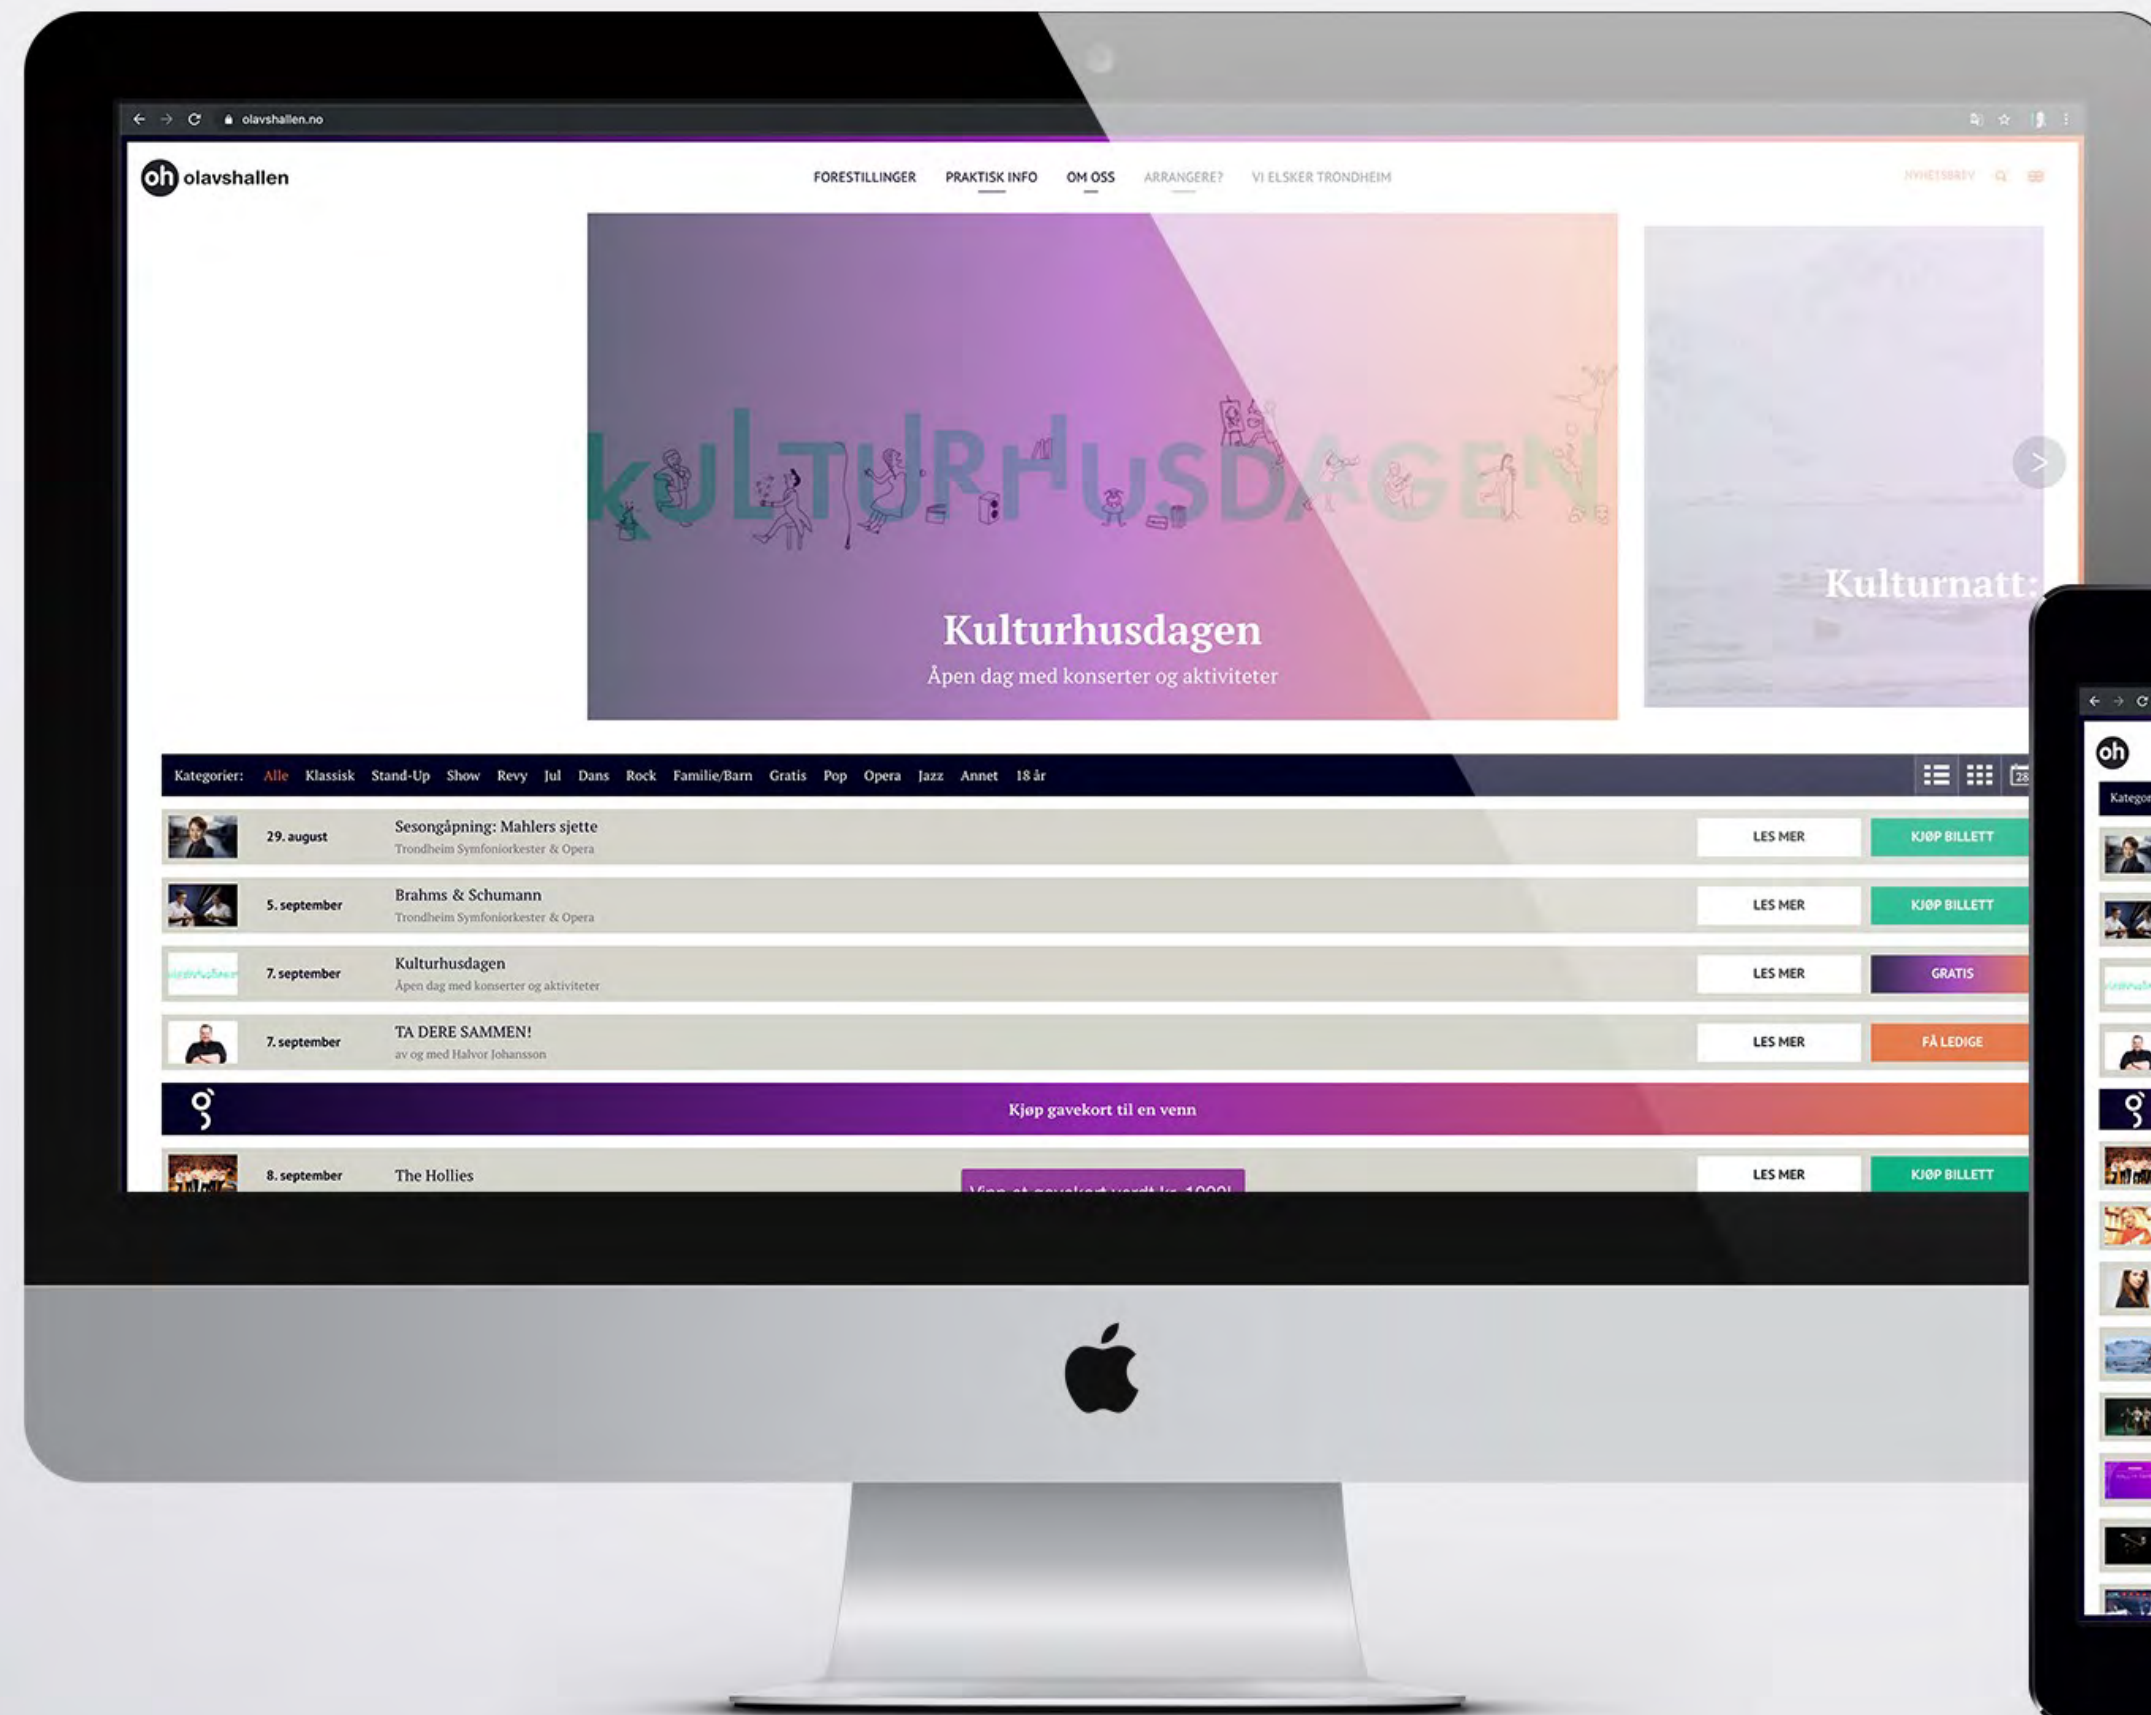 olavshallen.no
oh olavshallen
FORESTILLINGER PRAKTISK INFO OM OSS ARRANGERE? VI ELSKER TRONDHEIM NYHETSBREV
KULTURHUSDAGEN
Kulturnatt:
Kulturhusdagen
Åpen dag med konserter og aktiviteter
Kategorier: Alle Klassisk Stand-Up Show Revy Jul Dans Rock Familie/Barn Gratis Pop Opera Jazz Annet 18 år 28
29. august Sesongåpning: Mahlers sjette LES MER KJØP BILLETT
Trondheim Symfoniorkester & Opera
5. september Brahms & Schumann LES MER KJØP BILLETT
Trondheim Symfoniorkester & Opera
7. september Kulturhusdagen LES MER GRATIS
Åpen dag med konserter og aktiviteter
7. september TA DERE SAMMEN! LES MER FÅ LEDIGE
av og med Halvor Johansson
Kjøp gavekort til en venn
8. september The Hollies LES MER KJØP BILLETT
oh
Kategor